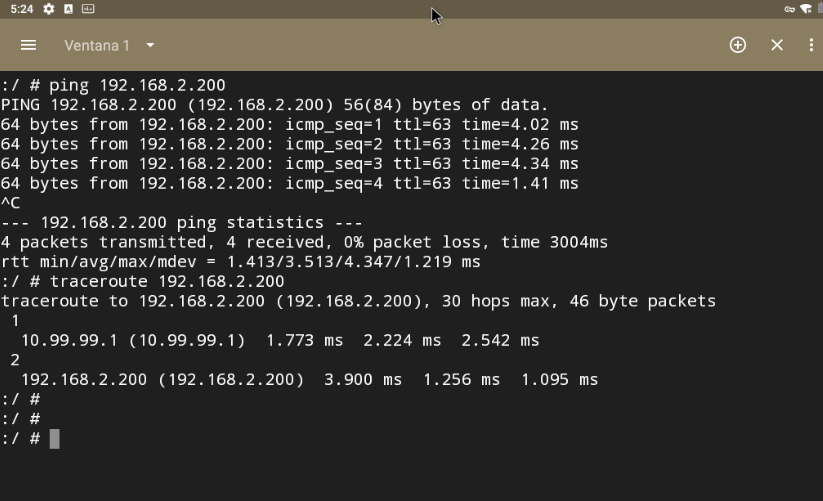 5:24
Ventana 1
:/ # ping 192.168.2.200
PING 192.168.2.200 (192.168.2.200) 56(84) bytes of data.
64 bytes from 192.168.2.200: icmp_seq=1 ttl=63 time=4.02 ms
64 bytes from 192.168.2.200: icmp_seq=2 ttl=63 time=4.26 ms
64 bytes from 192.168.2.200: icmp_seq=3 ttl=63 time=4.34 ms
64 bytes from 192.168.2.200: icmp_seq=4 ttl=63 time=1.41 ms
^C
--- 192.168.2.200 ping statistics ---
4 packets transmitted, 4 received, 0% packet loss, time 3004ms
rtt min/avg/max/mdev = 1.413/3.513/4.347/1.219 ms
:/ # traceroute 192.168.2.200
traceroute to 192.168.2.200 (192.168.2.200), 30 hops max, 46 byte packets
1
10.99.99.1 (10.99.99.1)  1.773 ms  2.224 ms  2.542 ms
2
192.168.2.200 (192.168.2.200)  3.900 ms  1.256 ms  1.095 ms
:/ #
:/ #
:/ #